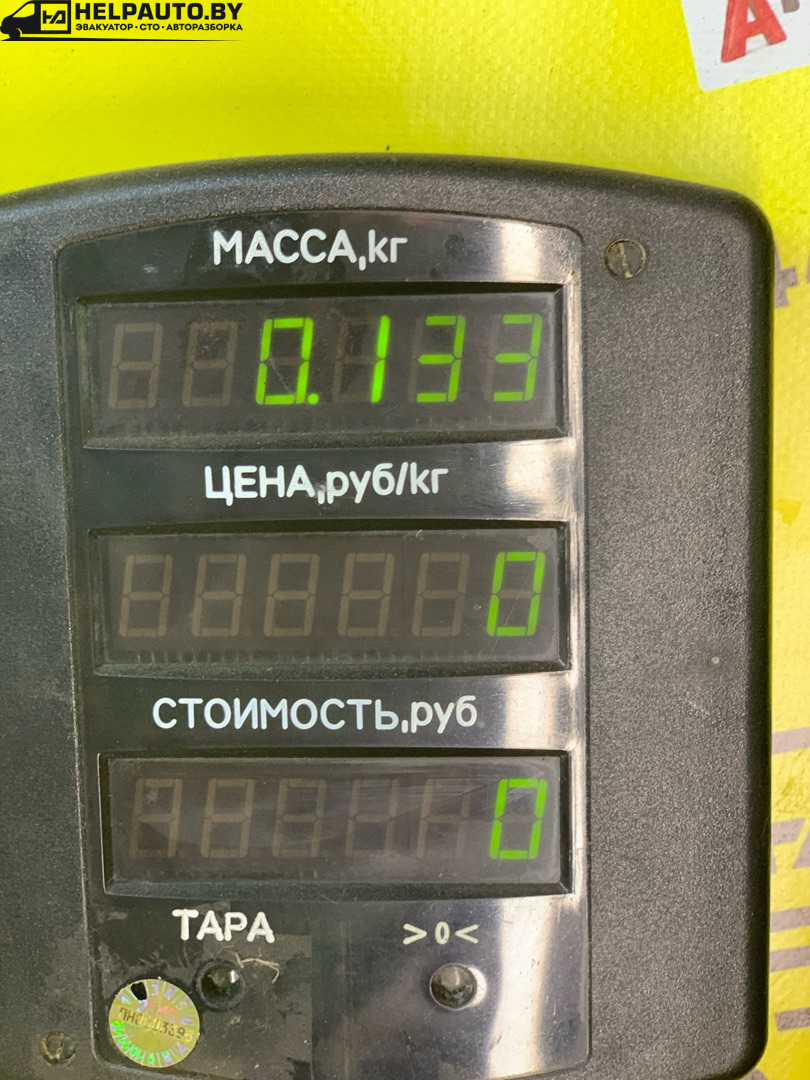 HELPAUTO.BY
ЭВАКУАТОР • СТО • АВТОРАЗБОРКА
МАССА,кг
0.133
ЦЕНА,руб/кг
0
СТОИМОСТЬ,руб
0
ТАРА >0<